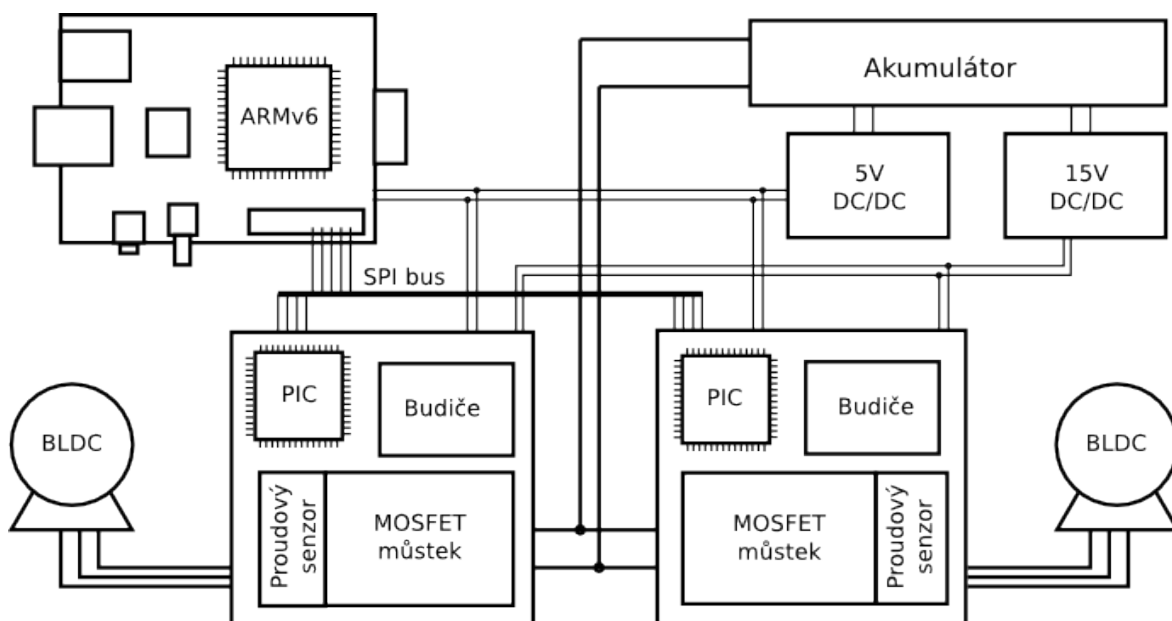 ARMv6
Akumulátor
5V
DC/DC
15V
DC/DC
SPI bus
BLDC
PIC
Budiče
Proudový
senzor
MOSFET
můstek
PIC
Budiče
MOSFET
můstek
Proudový
senzor
BLDC